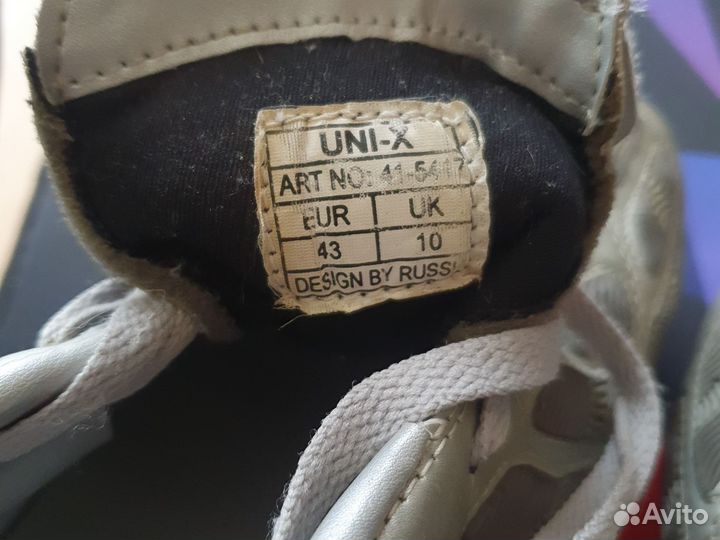 UNI-X
ART NO: 41-5417
EUR UK
43 10
DESIGN BY RUSSI
Avito